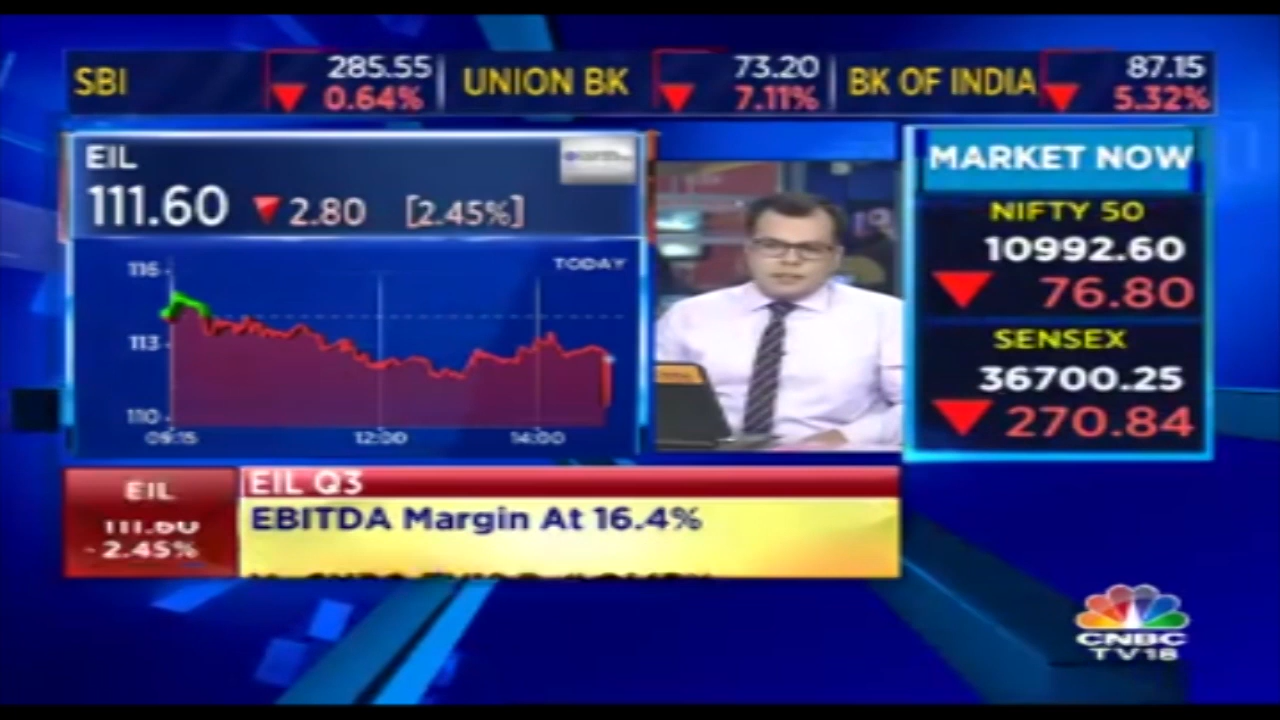 SBI 285.55 0.64% UNION BK 73.20 7.11% BK OF INDIA 87.15 5.32%
EIL
111.60 2.80 [2.45%]
TODAY
116
113
110
09:15 12:00 14:00
MARKET NOW
NIFTY 50
10992.60
76.80
SENSEX
36700.25
270.84
EIL
111.60
-2.45%
EIL Q3
EBITDA Margin At 16.4%
CNBC
TV18